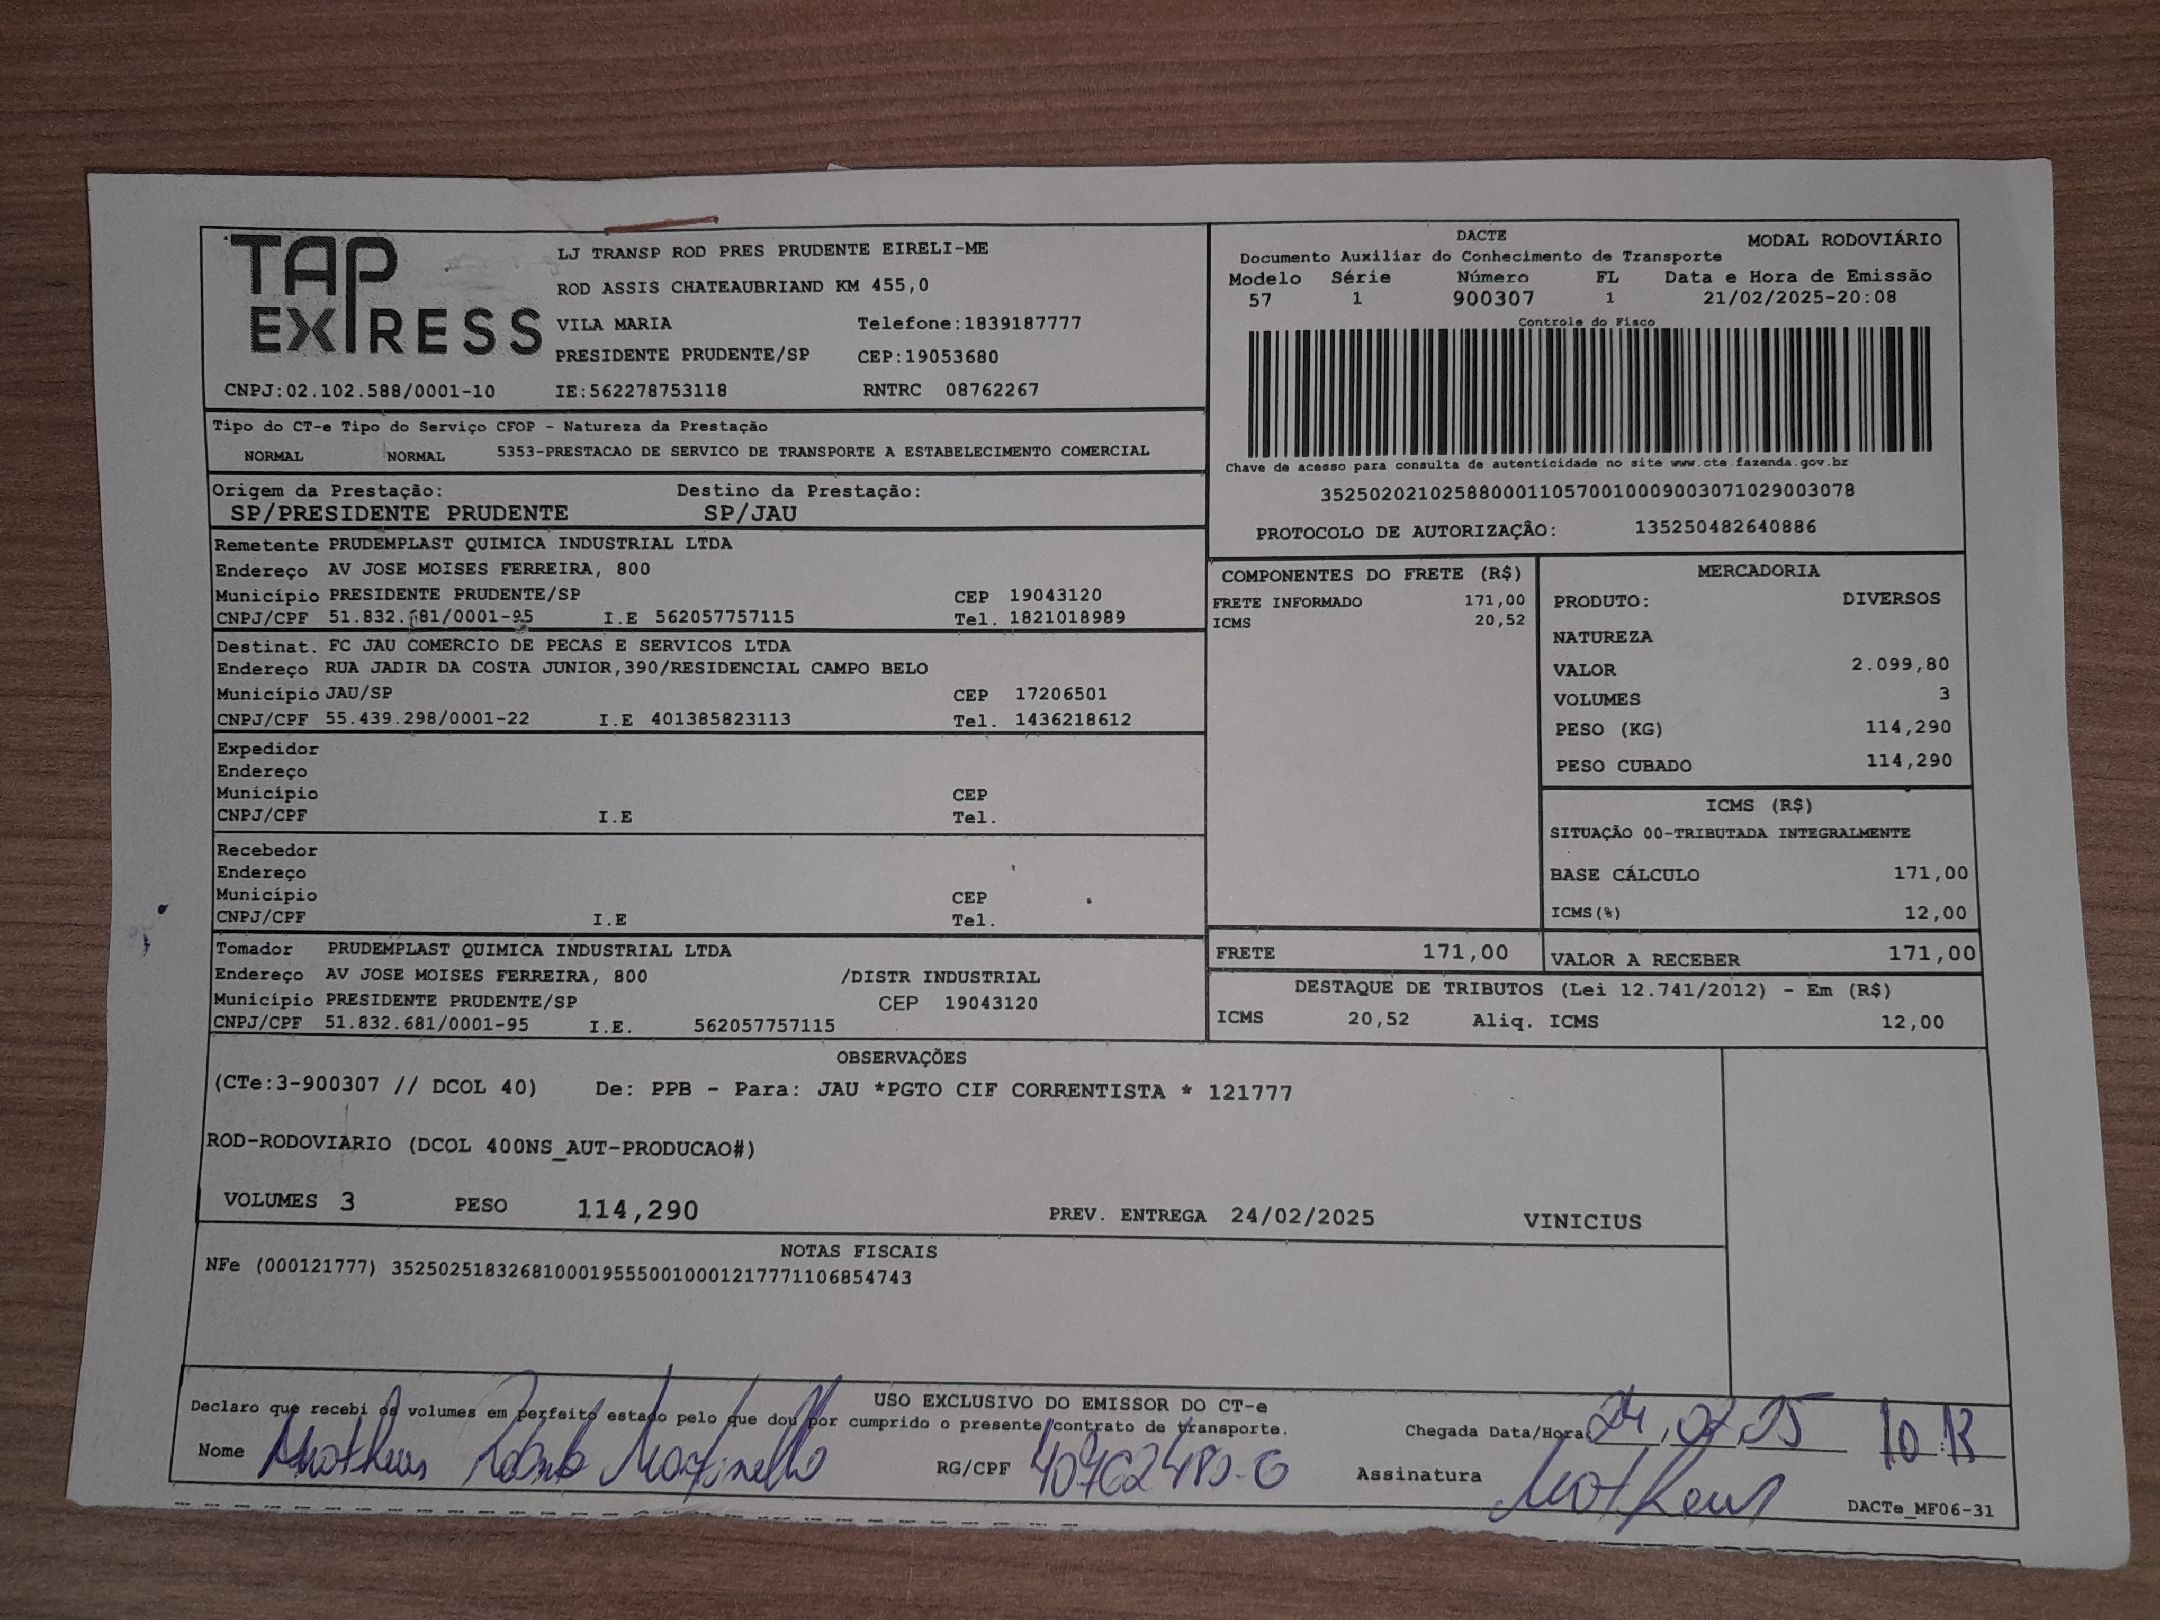 TAP
EXPRESS
LJ TRANSP ROD PRES PRUDENTE EIRELI-ME
ROD ASSIS CHATEAUBRIAND KM 455,0
VILA MARIA Telefone:1839187777
PRESIDENTE PRUDENTE/SP CEP:19053680
CNPJ:02.102.588/0001-10 IE:562278753118 RNTRC 08762267
DACTE MODAL RODOVIÁRIO
Documento Auxiliar do Conhecimento de Transporte
Modelo Série Número FL Data e Hora de Emissão
57 1 900307 1 21/02/2025-20:08
Controle do Fisco
Chave de acesso para consulta de autenticidade no site www.cte.fazenda.gov.br
35250202102588000110570010009003071029003078
PROTOCOLO DE AUTORIZAÇÃO: 135250482640886
Tipo do CT-e Tipo do Serviço CFOP - Natureza da Prestação
NORMAL NORMAL 5353-PRESTACAO DE SERVICO DE TRANSPORTE A ESTABELECIMENTO COMERCIAL
Origem da Prestação: Destino da Prestação:
SP/PRESIDENTE PRUDENTE SP/JAU
Remetente PRUDEMPLAST QUIMICA INDUSTRIAL LTDA
Endereço AV JOSE MOISES FERREIRA, 800
Município PRESIDENTE PRUDENTE/SP CEP 19043120
CNPJ/CPF 51.832.681/0001-95 I.E 562057757115 Tel. 1821018989
Destinat. FC JAU COMERCIO DE PECAS E SERVICOS LTDA
Endereço RUA JADIR DA COSTA JUNIOR,390/RESIDENCIAL CAMPO BELO
Município JAU/SP CEP 17206501
CNPJ/CPF 55.439.298/0001-22 I.E 401385823113 Tel. 1436218612
Expedidor
Endereço
Município CEP
CNPJ/CPF I.E Tel.
Recebedor
Endereço
Município CEP
CNPJ/CPF I.E Tel.
Tomador PRUDEMPLAST QUIMICA INDUSTRIAL LTDA
Endereço AV JOSE MOISES FERREIRA, 800 /DISTR INDUSTRIAL
Município PRESIDENTE PRUDENTE/SP CEP 19043120
CNPJ/CPF 51.832.681/0001-95 I.E. 562057757115
COMPONENTES DO FRETE (R$)
FRETE INFORMADO 171,00
ICMS 20,52
MERCADORIA
PRODUTO: DIVERSOS
NATUREZA
VALOR 2.099,80
VOLUMES 3
PESO (KG) 114,290
PESO CUBADO 114,290
ICMS (R$)
SITUAÇÃO 00-TRIBUTADA INTEGRALMENTE
BASE CÁLCULO 171,00
ICMS(%) 12,00
FRETE 171,00 VALOR A RECEBER 171,00
DESTAQUE DE TRIBUTOS (Lei 12.741/2012) - Em (R$)
ICMS 20,52 Aliq. ICMS 12,00
OBSERVAÇÕES
(CTe:3-900307 // DCOL 40) De: PPB - Para: JAU *PGTO CIF CORRENTISTA * 121777
ROD-RODOVIARIO (DCOL 400NS_AUT-PRODUCAO#)
VOLUMES 3 PESO 114,290 PREV. ENTREGA 24/02/2025 VINICIUS
NOTAS FISCAIS
NFe (000121777) 35250251832681000195550010001217771106854743
USO EXCLUSIVO DO EMISSOR DO CT-e
Declaro que recebi os volumes em perfeito estado pelo que dou por cumprido o presente contrato de transporte.
Chegada Data/Hora 24,02,25 10:13
Nome Matheus Martinello RG/CPF Assinatura Matheus
DACTe_MF06-31